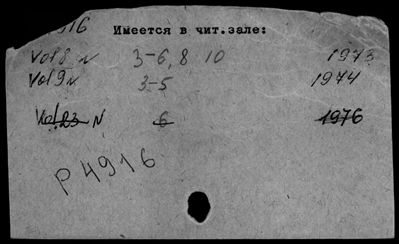 916 Имеется в чит.зале:
Vol 8 N 3-6, 8 10 1973
Vol 9 N 3-5 1974
Vol. 23 N 6 1976
P 4916